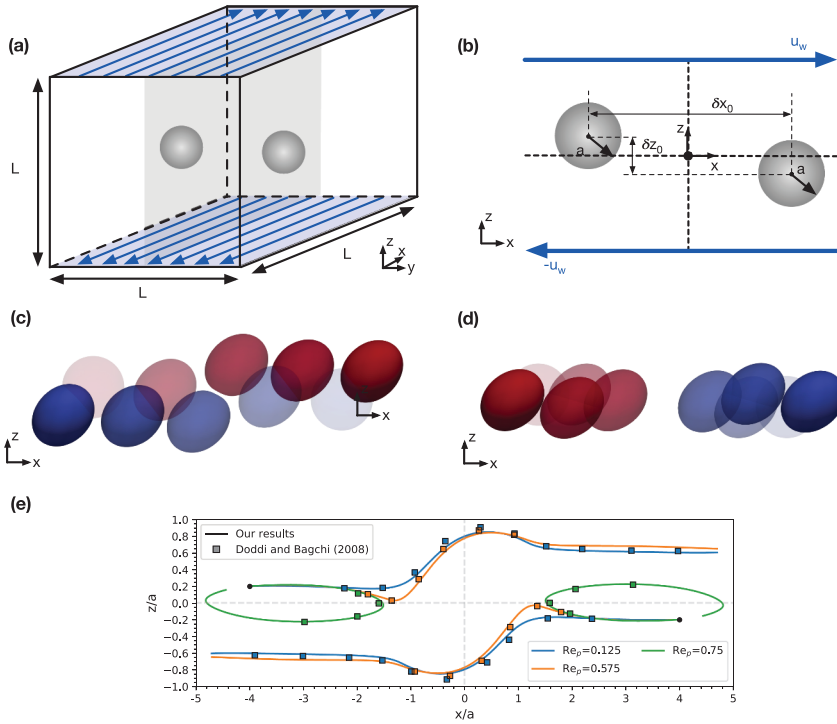 (a)
L
L
L
z
x
y
(b)
u_w
δx_0
z
δz_0
a
x
a
z
x
-u_w
(c)
x
z
x
(d)
z
x
(e)
1.0
0.8
0.6
0.4
0.2
0.0
-0.2
-0.4
-0.6
-0.8
-1.0
z/a
Our results
Doddi and Bagchi (2008)
Re_p=0.125
Re_p=0.75
Re_p=0.575
-5 -4 -3 -2 -1 0 1 2 3 4 5
x/a